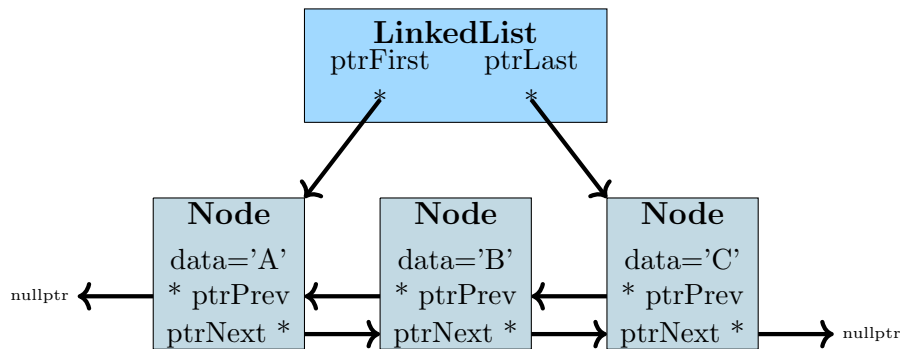 LinkedList
ptrFirst ptrLast
* *
Node Node Node
data='A' data='B' data='C'
nullptr * ptrPrev * ptrPrev * ptrPrev
ptrNext * ptrNext * ptrNext * nullptr